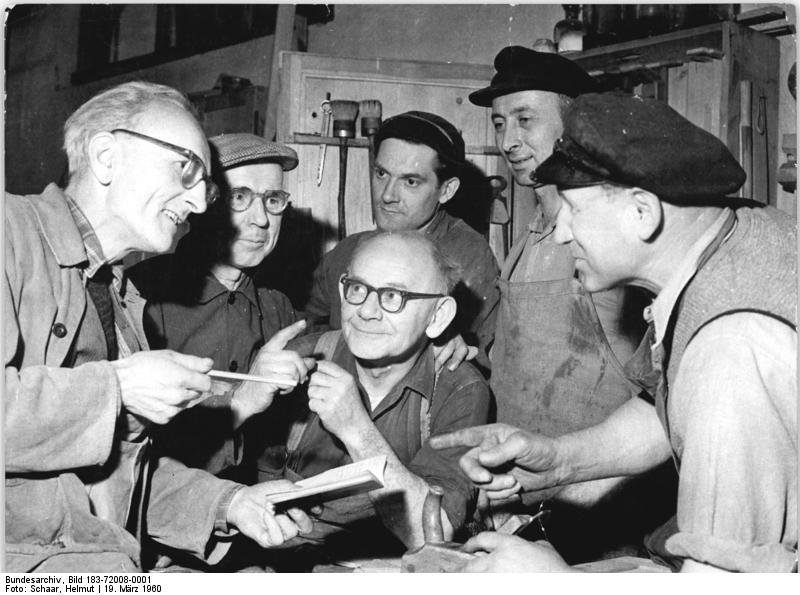 Bundesarchiv, Bild 183-72008-0001
Foto: Schaar, Helmut | 19. März 1960